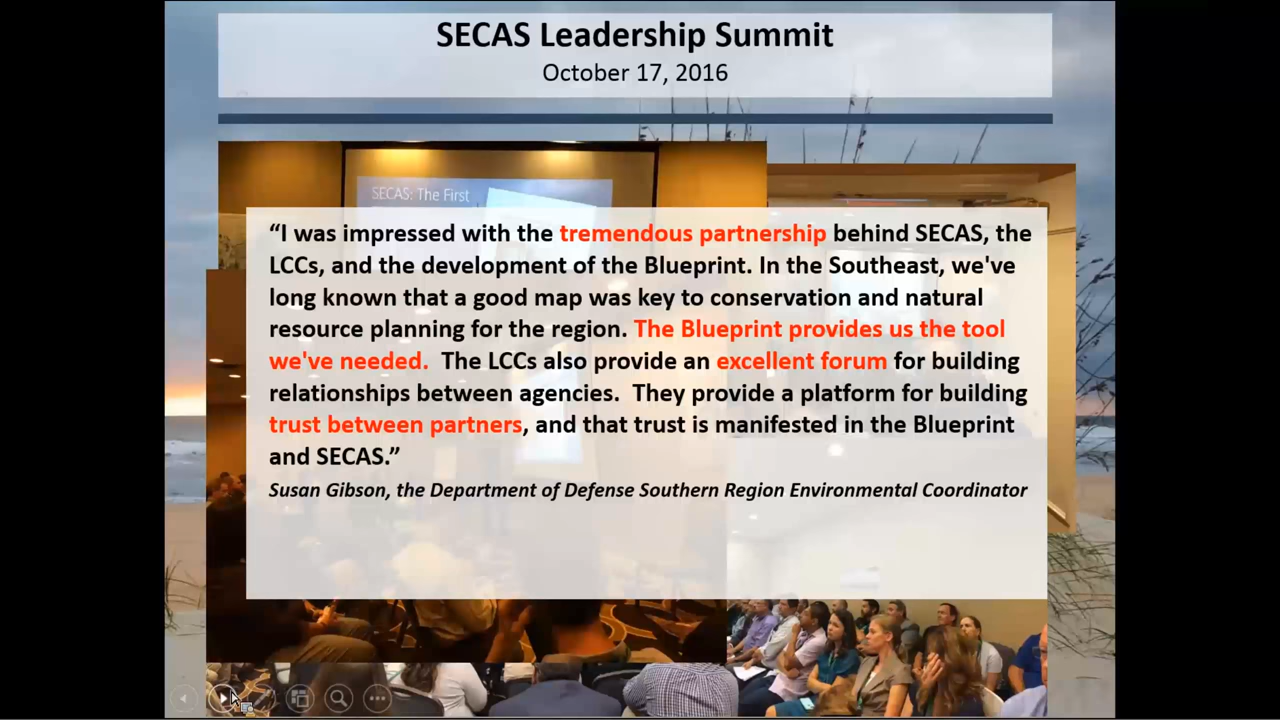 SECAS Leadership Summit
October 17, 2016
SECAS: The First
“I was impressed with the tremendous partnership behind SECAS, the
LCCs, and the development of the Blueprint. In the Southeast, we've
long known that a good map was key to conservation and natural
resource planning for the region. The Blueprint provides us the tool
we've needed.  The LCCs also provide an excellent forum for building
relationships between agencies.  They provide a platform for building
trust between partners, and that trust is manifested in the Blueprint
and SECAS.”
Susan Gibson, the Department of Defense Southern Region Environmental Coordinator